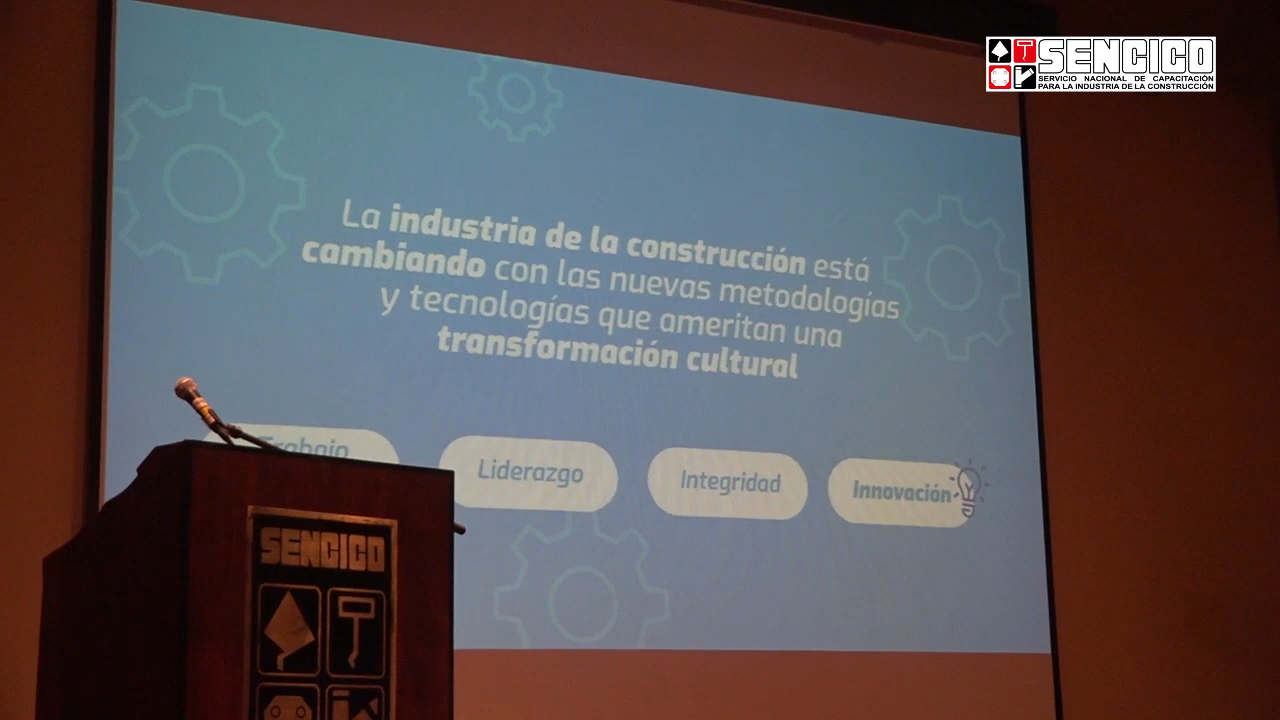 SENCICO
SERVICIO NACIONAL DE CAPACITACIÓN
PARA LA INDUSTRIA DE LA CONSTRUCCIÓN
La industria de la construcción está
cambiando con las nuevas metodologías
y tecnologías que ameritan una
transformación cultural
Trabajo
Liderazgo
Integridad
Innovación
SENCICO